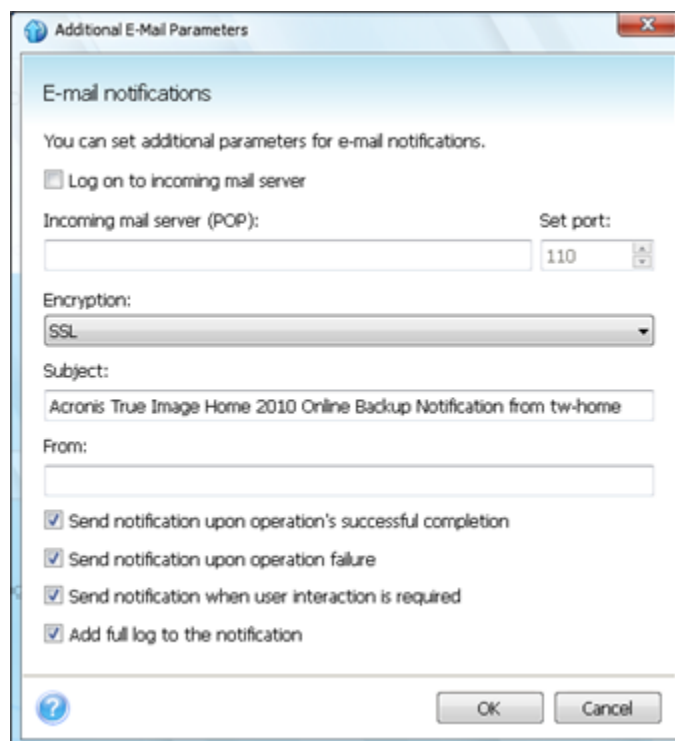 Additional E-Mail Parameters
E-mail notifications
You can set additional parameters for e-mail notifications.
Log on to incoming mail server
Incoming mail server (POP): Set port:
110
Encryption:
SSL
Subject:
Acronis True Image Home 2010 Online Backup Notification from tw-home
From:
Send notification upon operation's successful completion
Send notification upon operation failure
Send notification when user interaction is required
Add full log to the notification
? OK Cancel